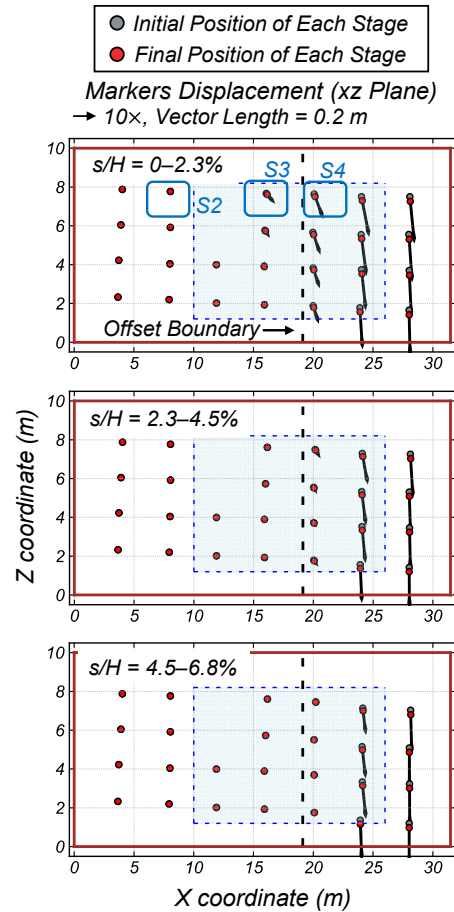 Initial Position of Each Stage
Final Position of Each Stage
Markers Displacement (xz Plane)
→ 10×, Vector Length = 0.2 m
10
s/H = 0–2.3%
S3
S4
8
S2
6
4
2
Offset Boundary
0
0 5 10 15 20 25 30
10
s/H = 2.3–4.5%
8
6
4
2
0
0 5 10 15 20 25 30
Z coordinate (m)
10
s/H = 4.5–6.8%
8
6
4
2
0
0 5 10 15 20 25 30
X coordinate (m)